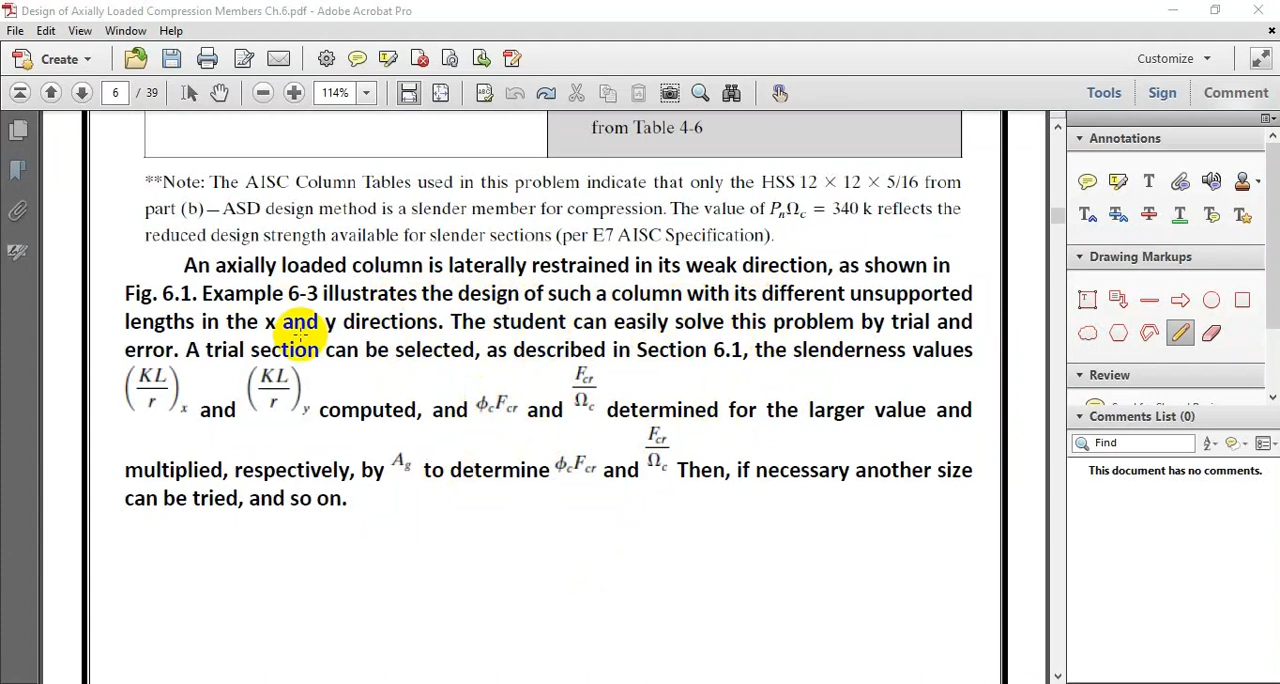 Design of Axially Loaded Compression Members Ch.6.pdf - Adobe Acrobat Pro
File Edit View Window Help
Create
6 / 39
114%
Customize
Tools Sign Comment
from Table 4-6
**Note: The AISC Column Tables used in this problem indicate that only the HSS 12 × 12 × 5/16 from
part (b)—ASD design method is a slender member for compression. The value of PnΩc = 340 k reflects the
reduced design strength available for slender sections (per E7 AISC Specification).
An axially loaded column is laterally restrained in its weak direction, as shown in
Fig. 6.1. Example 6-3 illustrates the design of such a column with its different unsupported
lengths in the x and y directions. The student can easily solve this problem by trial and
error. A trial section can be selected, as described in Section 6.1, the slenderness values
(KL/r)x and (KL/r)y computed, and ϕcFcr and Fcr/Ωc determined for the larger value and
multiplied, respectively, by Ag to determine ϕcFcr and Fcr/Ωc Then, if necessary another size
can be tried, and so on.
Annotations
T
T T T T T T
Drawing Markups
T
Review
Comments List (0)
Find
This document has no comments.